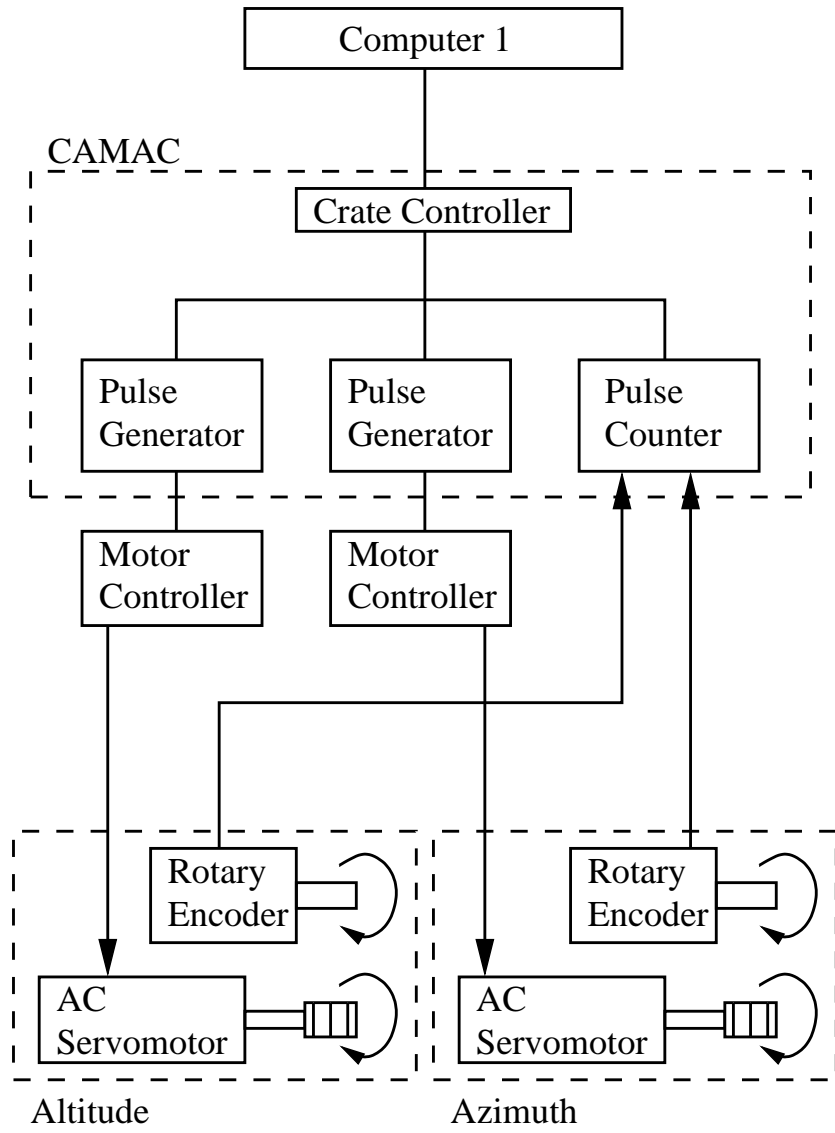 Computer 1
CAMAC
Crate Controller
Pulse
Generator
Pulse
Generator
Pulse
Counter
Motor
Controller
Motor
Controller
Rotary
Encoder
AC
Servomotor
Rotary
Encoder
AC
Servomotor
Altitude
Azimuth